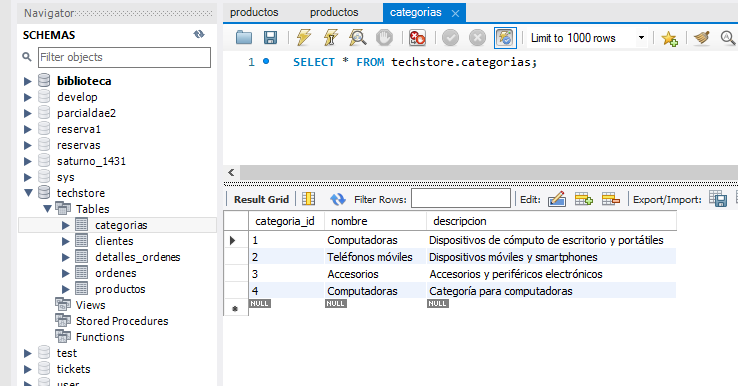 Navigator
SCHEMAS
Filter objects
biblioteca
develop
parcialdae2
reserva1
reservas
saturno_1431
sys
techstore
Tables
categorias
clientes
detalles_ordenes
ordenes
productos
Views
Stored Procedures
Functions
test
tickets
user
productos productos categorias
Limit to 1000 rows
1 SELECT * FROM techstore.categorias;
Result Grid Filter Rows: Edit: Export/Import:
categoria_id nombre descripcion
1 Computadoras Dispositivos de cómputo de escritorio y portátiles
2 Teléfonos móviles Dispositivos móviles y smartphones
3 Accesorios Accesorios y periféricos electrónicos
4 Computadoras Categoría para computadoras
NULL NULL NULL